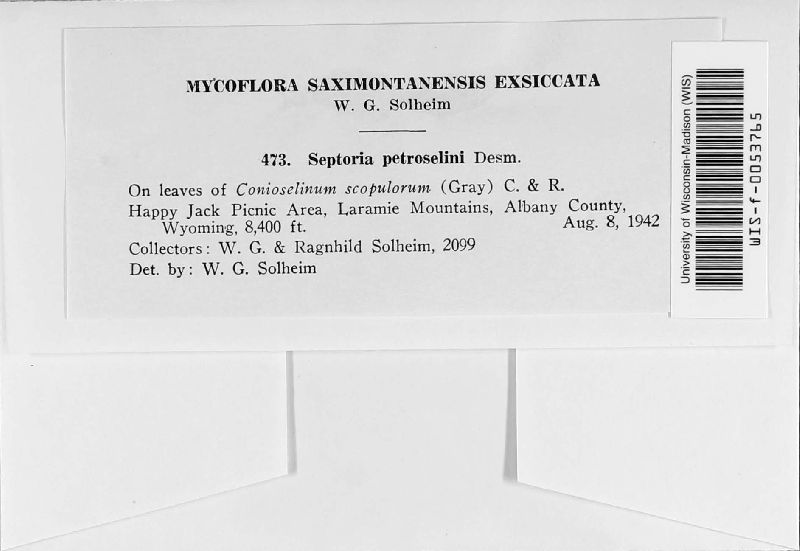 MYCOFLORA SAXIMONTANENSIS EXSICCATA
W. G. Solheim
473. Septoria petroselini Desm.
On leaves of Conioselinum scopulorum (Gray) C. & R.
Happy Jack Picnic Area, Laramie Mountains, Albany County,
Wyoming, 8,400 ft. Aug. 8, 1942
Collectors: W. G. & Ragnhild Solheim, 2099
Det. by: W. G. Solheim
University of Wisconsin-Madison (WIS)
WIS-f-0053765